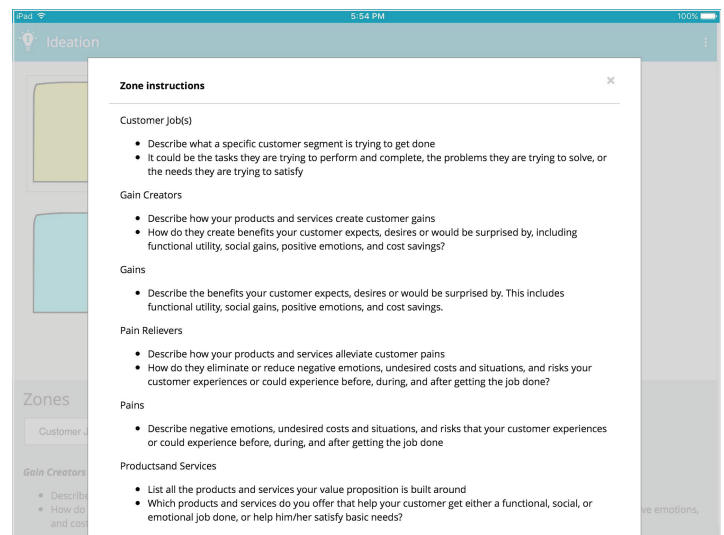 iPad 5:54 PM 100%
Ideation
Zone instructions ×
Customer Job(s)
• Describe what a specific customer segment is trying to get done
• It could be the tasks they are trying to perform and complete, the problems they are trying to solve, or
the needs they are trying to satisfy
Gain Creators
• Describe how your products and services create customer gains
• How do they create benefits your customer expects, desires or would be surprised by, including
functional utility, social gains, positive emotions, and cost savings?
Gains
• Describe the benefits your customer expects, desires or would be surprised by. This includes
functional utility, social gains, positive emotions, and cost savings.
Pain Relievers
• Describe how your products and services alleviate customer pains
• How do they eliminate or reduce negative emotions, undesired costs and situations, and risks your
customer experiences or could experience before, during, and after getting the job done?
Pains
• Describe negative emotions, undesired costs and situations, and risks that your customer experiences
or could experience before, during, and after getting the job done
Productsand Services
• List all the products and services your value proposition is built around
• Which products and services do you offer that help your customer get either a functional, social, or
emotional job done, or help him/her satisfy basic needs?
Zones
Customer J
Gain Creators
• Describe
• How do ve emotions,
and cost